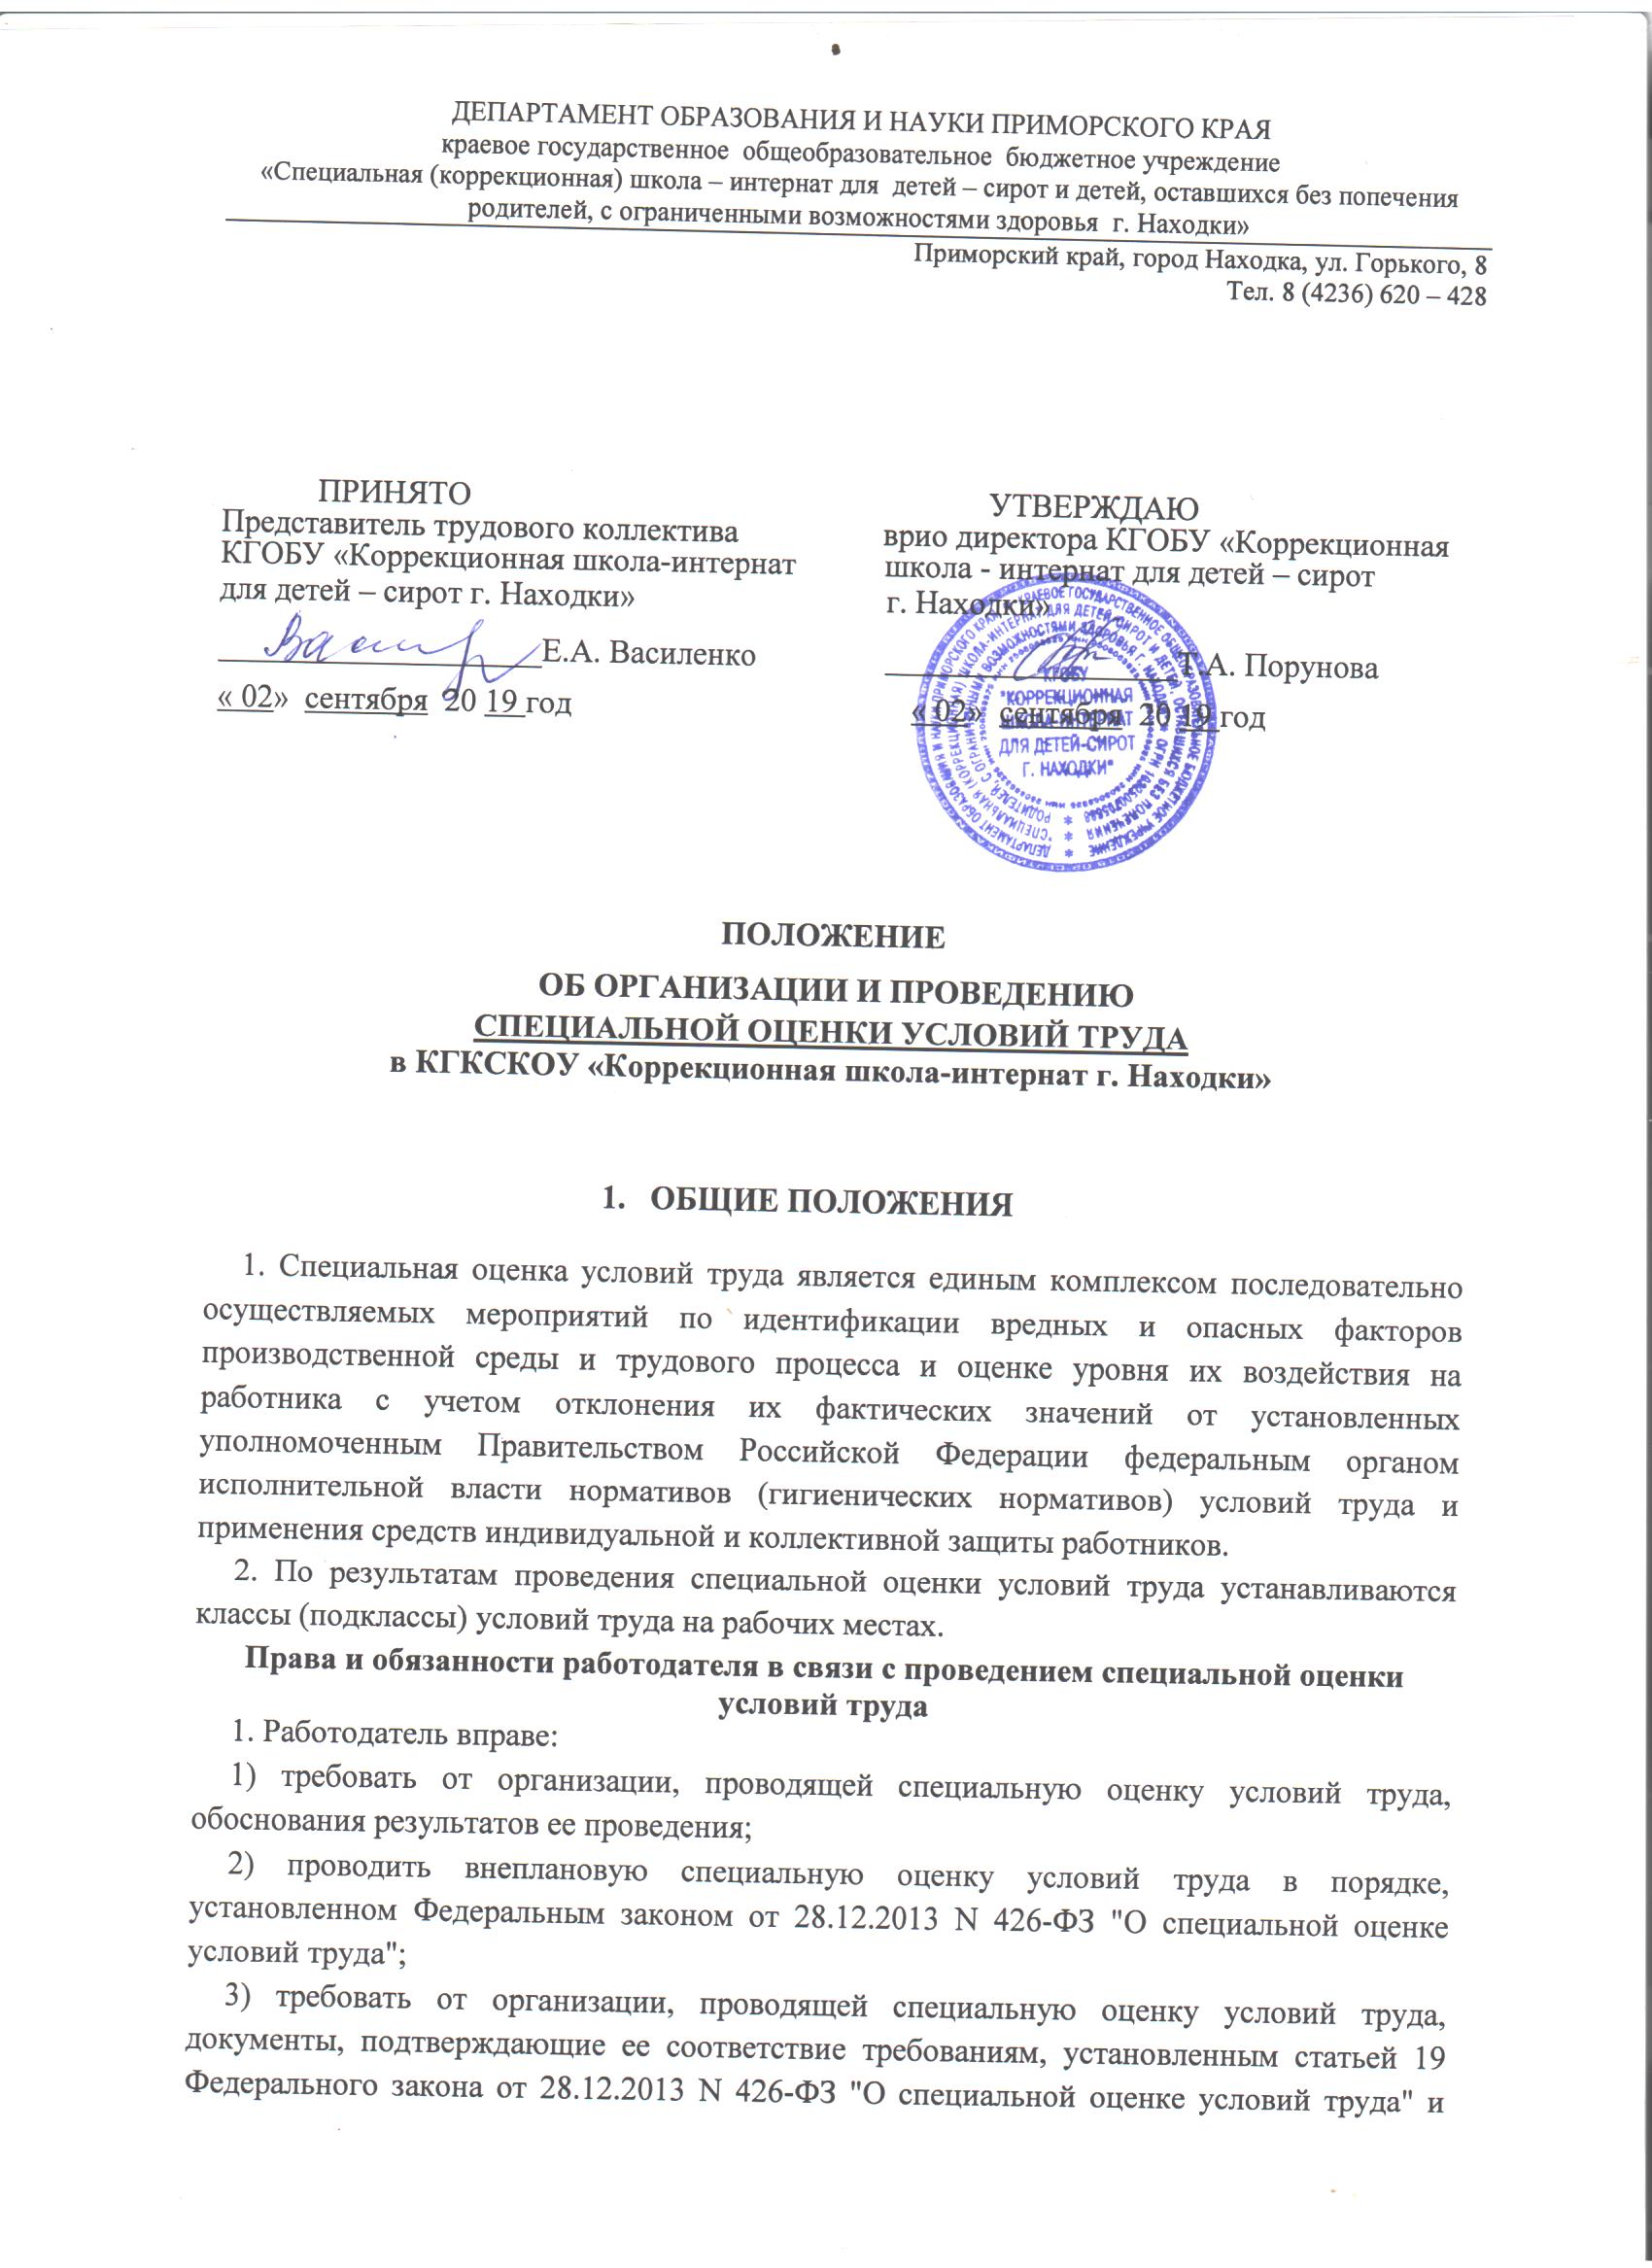 ДЕПАРТАМЕНТ ОБРАЗОВАНИЯ И НАУКИ ПРИМОРСКОГО КРАЯ
краевое государственное общеобразовательное бюджетное учреждение
«Специальная (коррекционная) школа – интернат для детей – сирот и детей, оставшихся без попечения
родителей, с ограниченными возможностями здоровья г. Находки»
Приморский край, город Находка, ул. Горького, 8
Тел. 8 (4236) 620 – 428
ПРИНЯТО
Представитель трудового коллектива
КГОБУ «Коррекционная школа-интернат
для детей – сирот г. Находки»
Е.А. Василенко
« 02» сентября 20 19 год
УТВЕРЖДАЮ
врио директора КГОБУ «Коррекционная
школа - интернат для детей – сирот
г. Находки»
Т.А. Порунова
« 02» сентября 20 19 год
"КГОБУ
"КОРРЕКЦИОННАЯ
ШКОЛА-ИНТЕРНАТ
ДЛЯ ДЕТЕЙ-СИРОТ
Г. НАХОДКИ"
ПОЛОЖЕНИЕ
ОБ ОРГАНИЗАЦИИ И ПРОВЕДЕНИЮ
СПЕЦИАЛЬНОЙ ОЦЕНКИ УСЛОВИЙ ТРУДА
в КГКСКОУ «Коррекционная школа-интернат г. Находки»
1. ОБЩИЕ ПОЛОЖЕНИЯ
1. Специальная оценка условий труда является единым комплексом последовательно
осуществляемых мероприятий по идентификации вредных и опасных факторов
производственной среды и трудового процесса и оценке уровня их воздействия на
работника с учетом отклонения их фактических значений от установленных
уполномоченным Правительством Российской Федерации федеральным органом
исполнительной власти нормативов (гигиенических нормативов) условий труда и
применения средств индивидуальной и коллективной защиты работников.
2. По результатам проведения специальной оценки условий труда устанавливаются
классы (подклассы) условий труда на рабочих местах.
Права и обязанности работодателя в связи с проведением специальной оценки
условий труда
1. Работодатель вправе:
1) требовать от организации, проводящей специальную оценку условий труда,
обоснования результатов ее проведения;
2) проводить внеплановую специальную оценку условий труда в порядке,
установленном Федеральным законом от 28.12.2013 N 426-ФЗ "О специальной оценке
условий труда";
3) требовать от организации, проводящей специальную оценку условий труда,
документы, подтверждающие ее соответствие требованиям, установленным статьей 19
Федерального закона от 28.12.2013 N 426-ФЗ "О специальной оценке условий труда" и